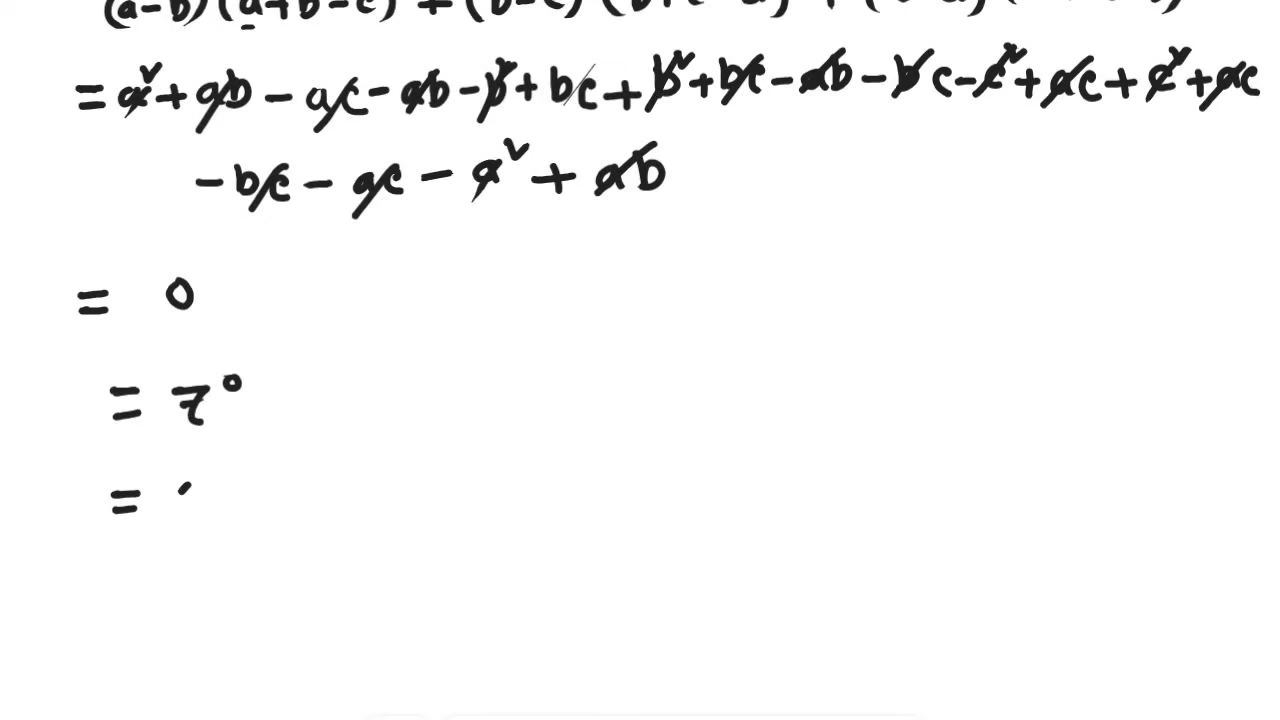 (a-b)(a+b-c) + (b-c)(b+c-a) + (c-a)(
= a² + ab - ac - ab - b² + bc + b² + bc - ab - bc - c² + ac + c² + ac
- bc - ac - a² + ab
= 0
= 7°
=